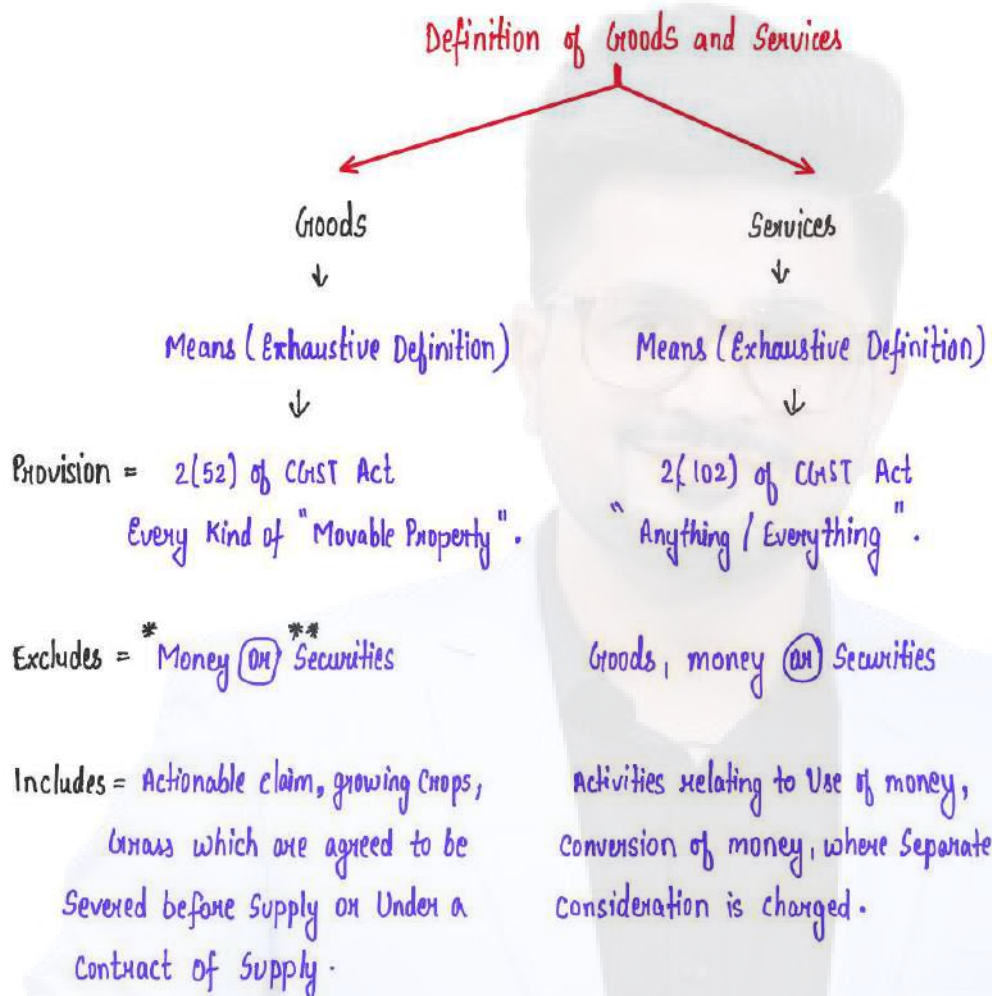 Definition of Goods and Services
Goods
Services
Means (Exhaustive Definition)
Means (Exhaustive Definition)
Provision = 2(52) of CGST Act
Every Kind of "Movable Property".
2(102) of CGST Act
"Anything / Everything".
Excludes = *Money or **Securities
Goods, money or Securities
Includes = Actionable claim, growing Crops,
Grass which are agreed to be
Severed before Supply or Under a
Contract of Supply.
Activities relating to Use of money,
Conversion of money, where Separate
Consideration is charged.